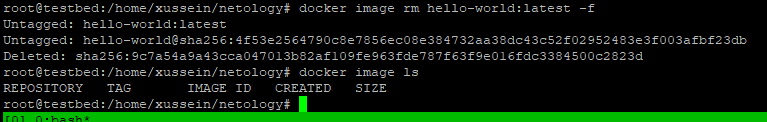 root@testbed:/home/xussein/netology# docker image rm hello-world:latest -f
Untagged: hello-world:latest
Untagged: hello-world@sha256:4f53e2564790c8e7856ec08e384732aa38dc43c52f02952483e3f003afbf23db
Deleted: sha256:9c7a54a9a43cca047013b82af109fe963fde787f63f9e016fdc3384500c2823d
root@testbed:/home/xussein/netology# docker image ls
REPOSITORY   TAG       IMAGE ID   CREATED   SIZE
root@testbed:/home/xussein/netology#
[0] 0:bash*